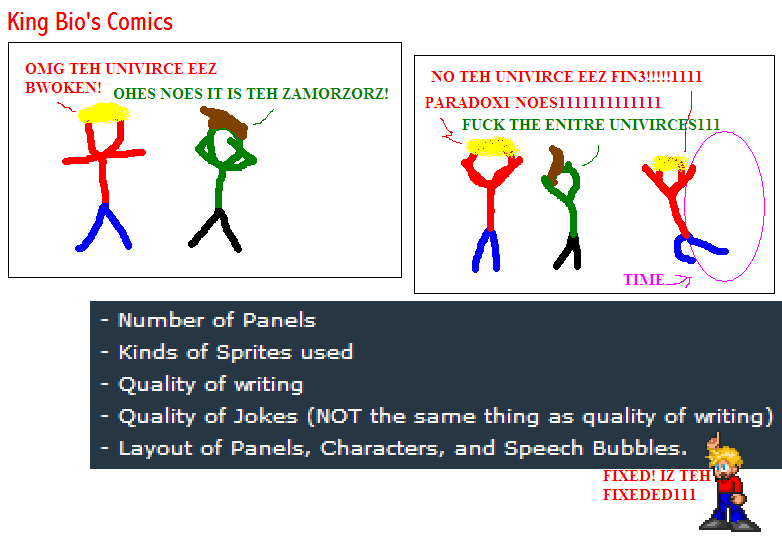 King Bio's Comics
OMG TEH UNIVIRCE EEZ
BWOKEN!
OHES NOES IT IS TEH ZAMORZORZ!
NO TEH UNIVIRCE EEZ FIN3!!!!!1111
PARADOX1 NOES1111111111111
FUCK THE ENITRE UNIVIRCES111
TIME
- Number of Panels
- Kinds of Sprites used
- Quality of writing
- Quality of Jokes (NOT the same thing as quality of writing)
- Layout of Panels, Characters, and Speech Bubbles.
FIXED! IZ TEH
FIXEDED111